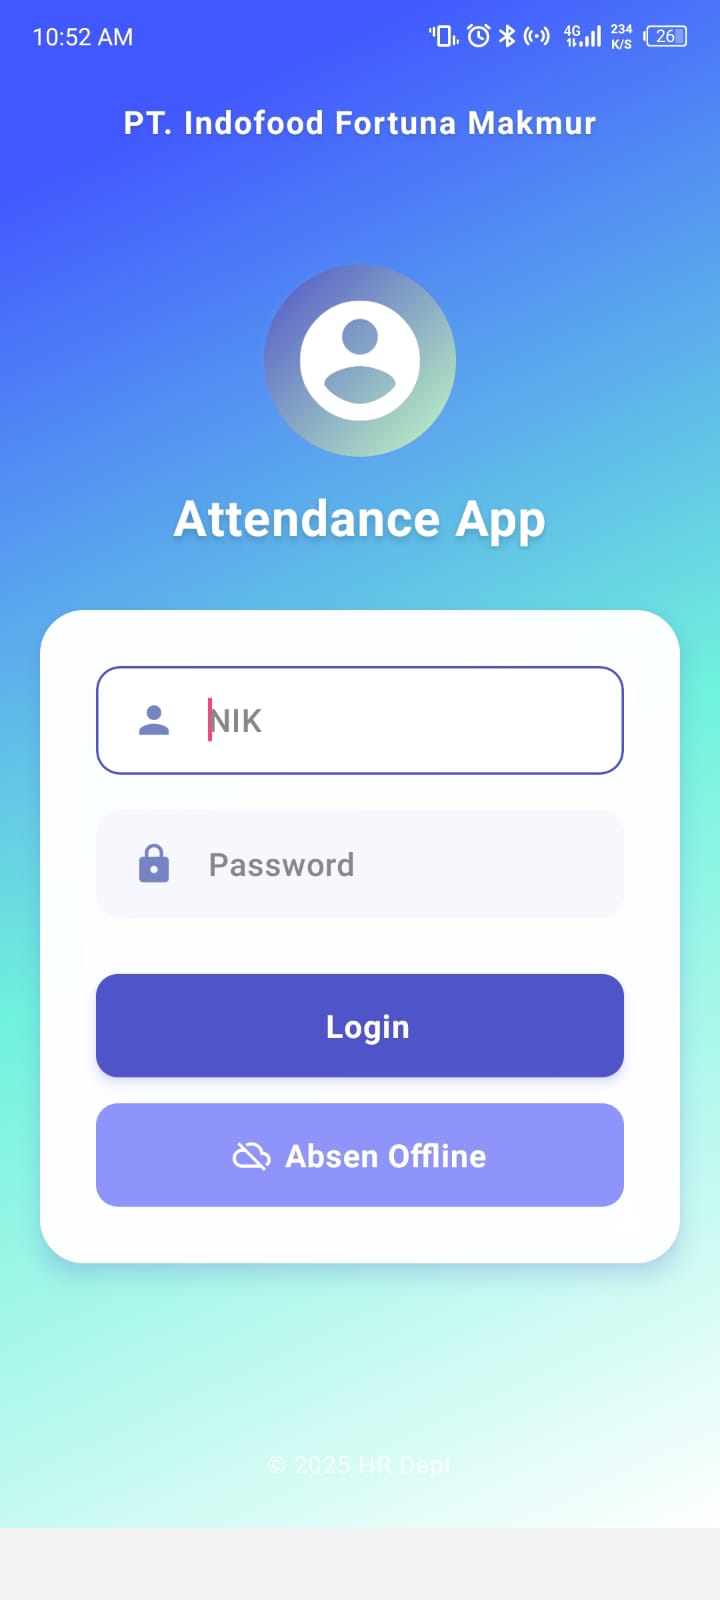 10:52 AM 4G 234 K/S 26
PT. Indofood Fortuna Makmur
Attendance App
NIK
Password
Login
Absen Offline
© 2025 HR Dept